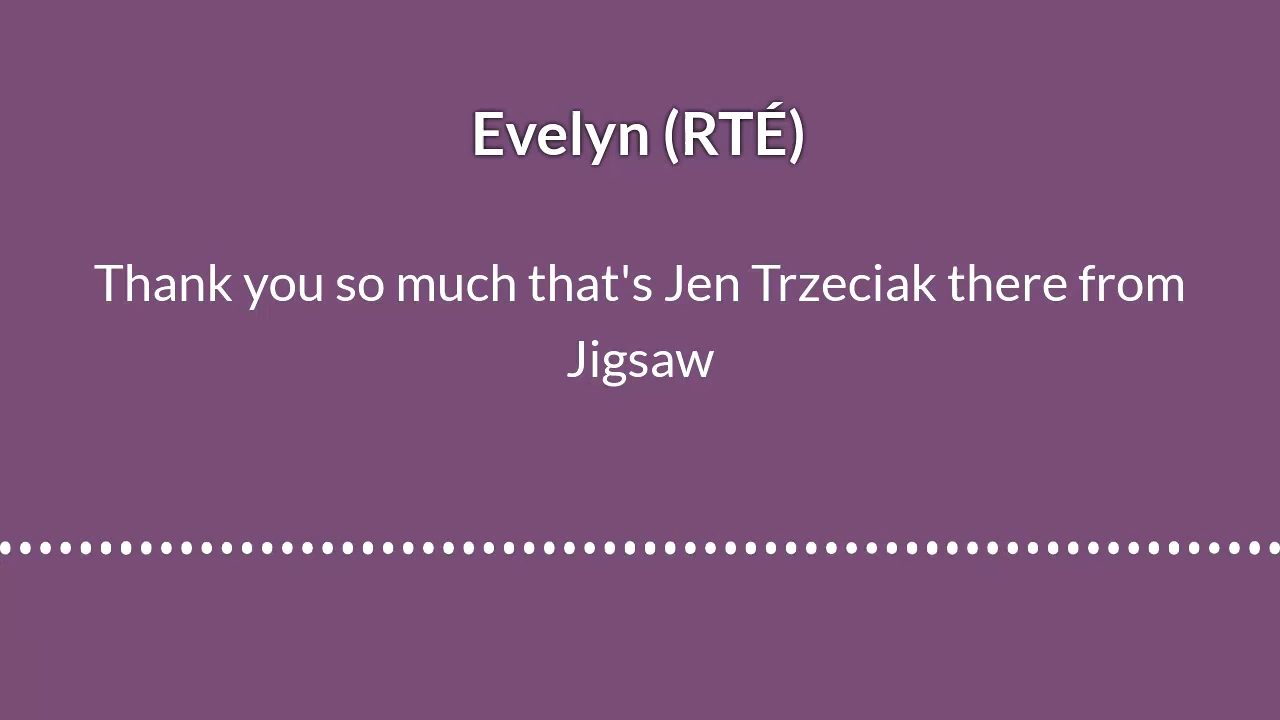 Evelyn (RTÉ)
Thank you so much that's Jen Trzeciak there from
Jigsaw